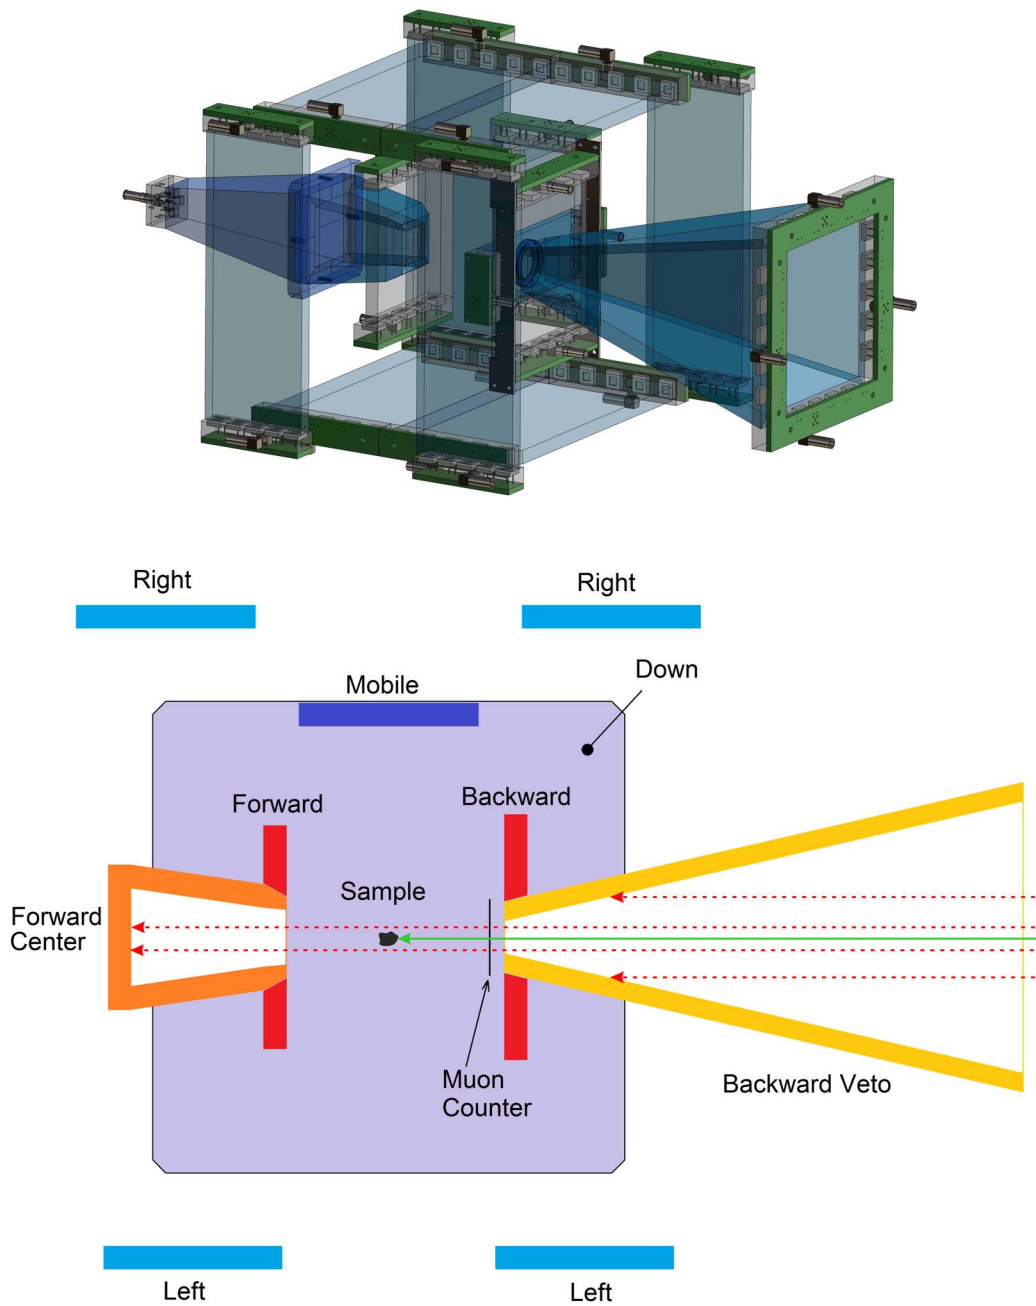 Right
Right
Down
Mobile
Forward
Backward
Sample
Forward
Center
Muon
Counter
Backward Veto
Left
Left